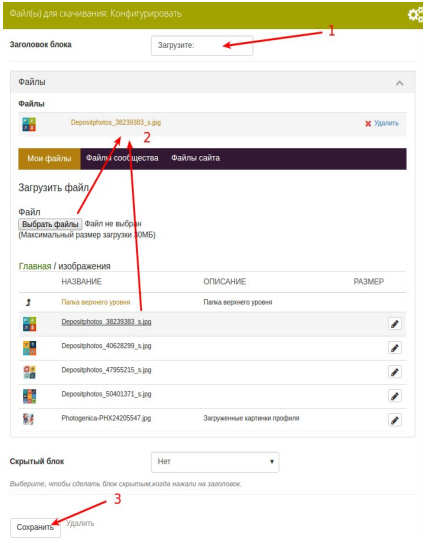 Файл(ы) для скачивания: Конфигурировать
1
Заголовок блока Загрузите:
Файлы
Файлы
Depositphotos_38239383_s.jpg Удалить
2
Мои файлы Файлы сообщества Файлы сайта
Загрузить файл
Файл
Выбрать файлы Файл не выбран
(Максимальный размер загрузки 30МБ)
Главная / изображения
НАЗВАНИЕ ОПИСАНИЕ РАЗМЕР
Папка верхнего уровня Папка верхнего уровня
Depositphotos_38239383_s.jpg
Depositphotos_40628299_s.jpg
Depositphotos_47955215_s.jpg
Depositphotos_50401371_s.jpg
Photogenica-PHX24205547.jpg Загруженные картинки профиля
Скрытый блок Нет
Выберите, чтобы сделать блок скрытым,когда нажали на заголовок.
3
Сохранить Удалить